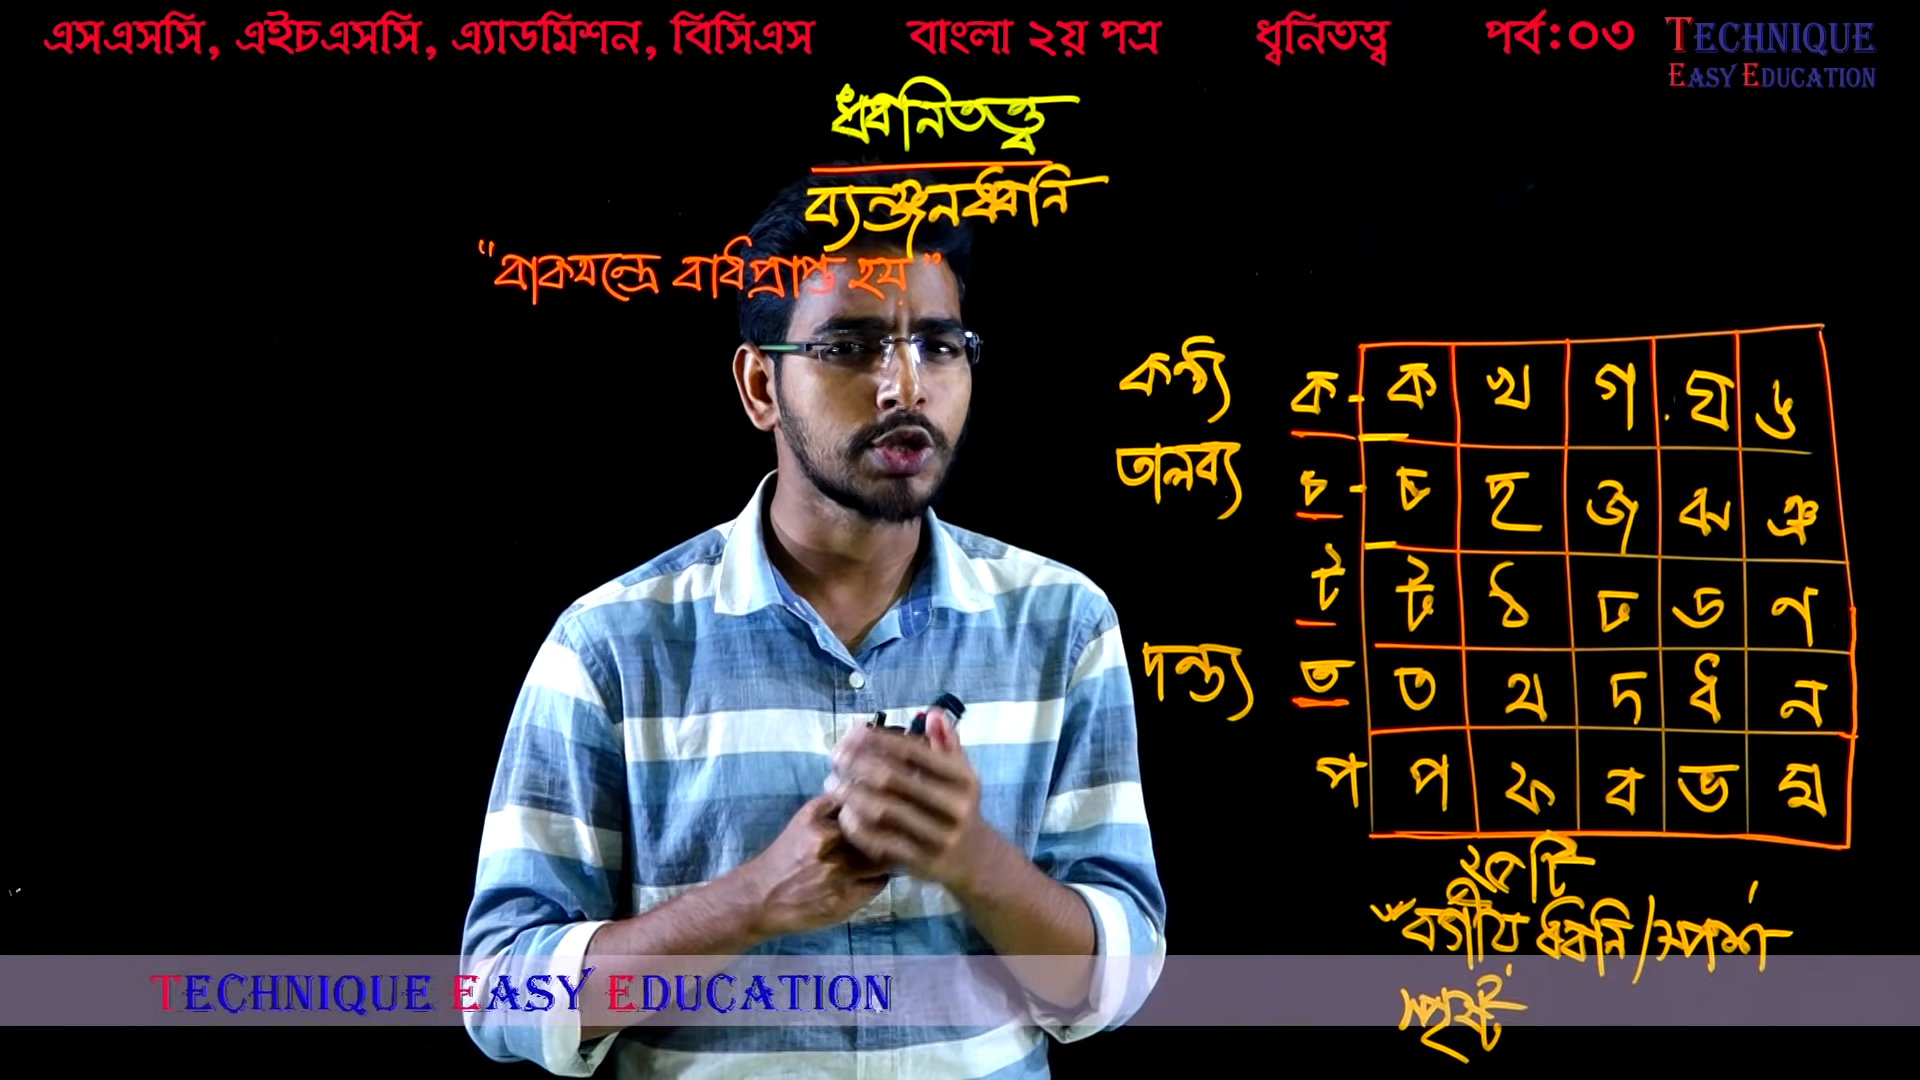 এসএসসি, এইচএসসি, এ্যাডমিশন, বিসিএস বাংলা ২য় পত্র ধ্বনিতত্ত্ব পর্ব:০৩ TECHNIQUE
EASY EDUCATION
ধ্বনিতত্ত্ব
ব্যঞ্জনধ্বনি
"বাকযন্ত্রে বাধাপ্রাপ্ত হয়"
কণ্ঠ্য ক - ক খ গ ঘ ঙ
তালব্য চ - চ ছ জ ঝ ঞ
ট ট ঠ ঢ ড ণ
দন্ত্য ত ত থ দ ধ ন
প প ফ ব ভ ম
২৫টি
"বর্গীয় ধ্বনি/স্পর্শ
স্পৃষ্ট
TECHNIQUE EASY EDUCATION